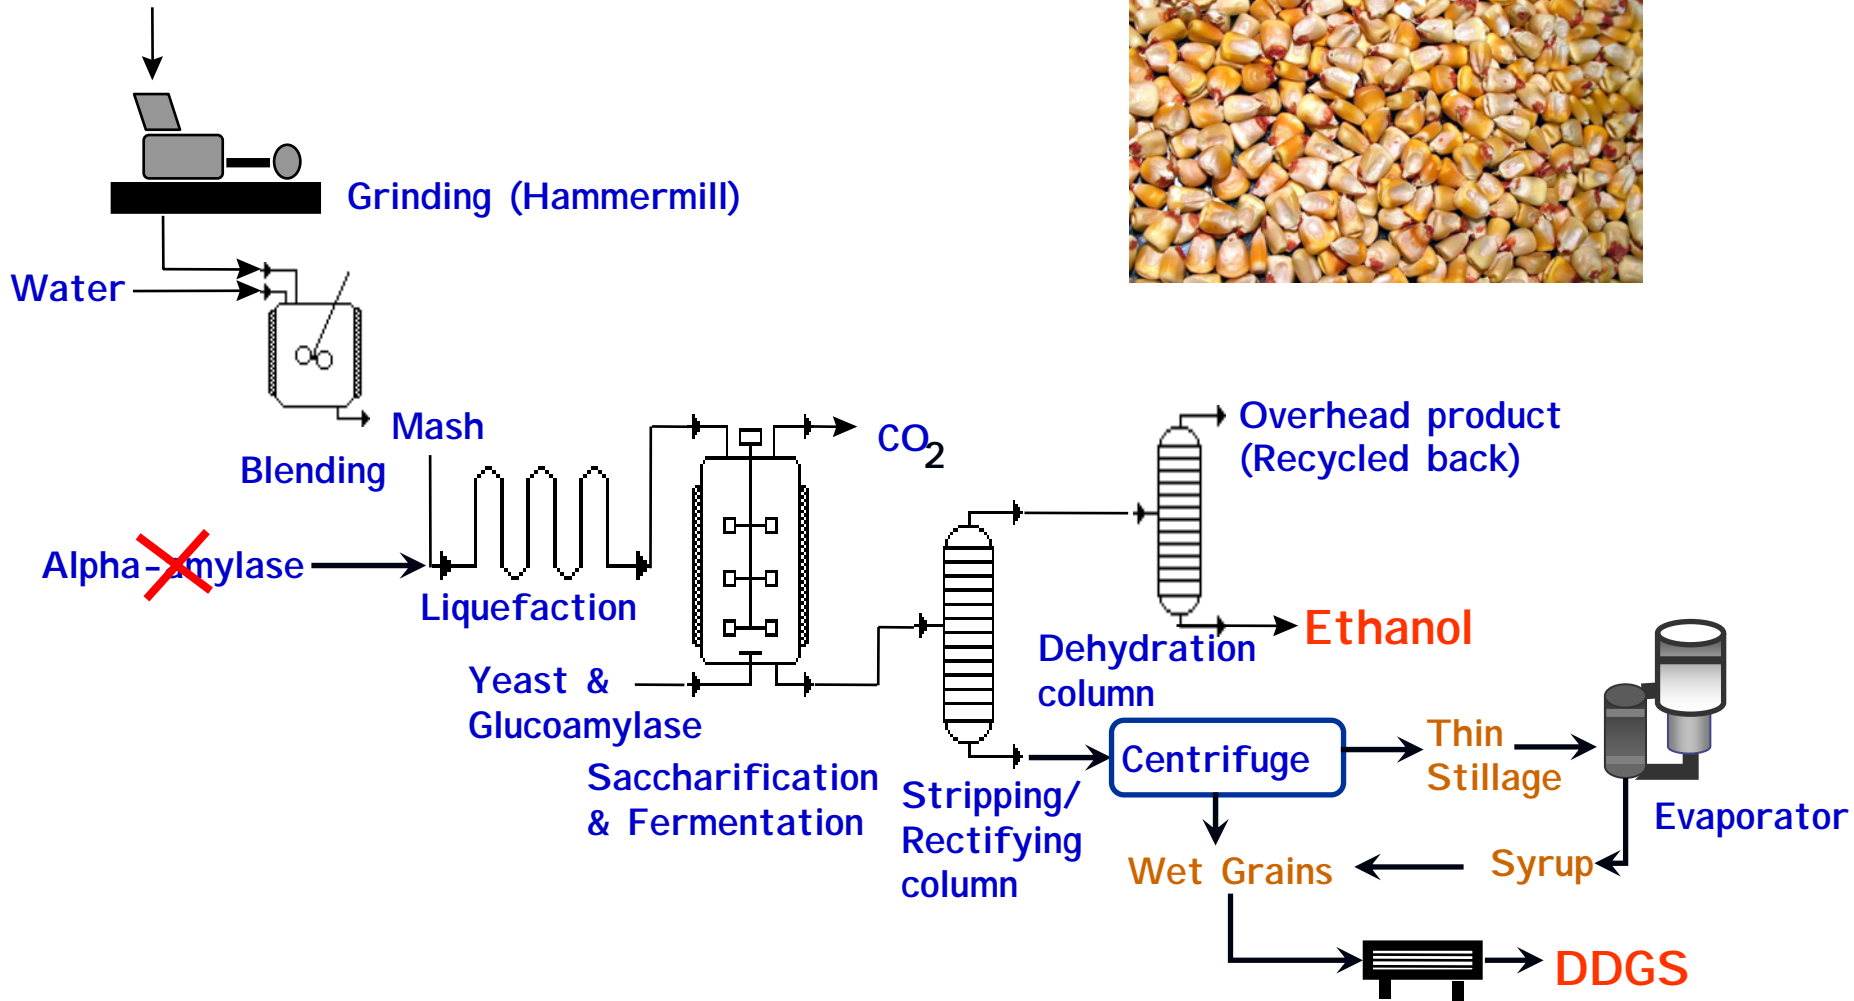 Grinding (Hammermill)
Water
Mash
Blending
CO2
Overhead product
(Recycled back)
Alpha-amylase
Liquefaction
Ethanol
Yeast &
Glucoamylase
Dehydration
column
Saccharification
& Fermentation
Stripping/
Rectifying
column
Centrifuge
Thin
Stillage
Evaporator
Wet Grains
Syrup
DDGS